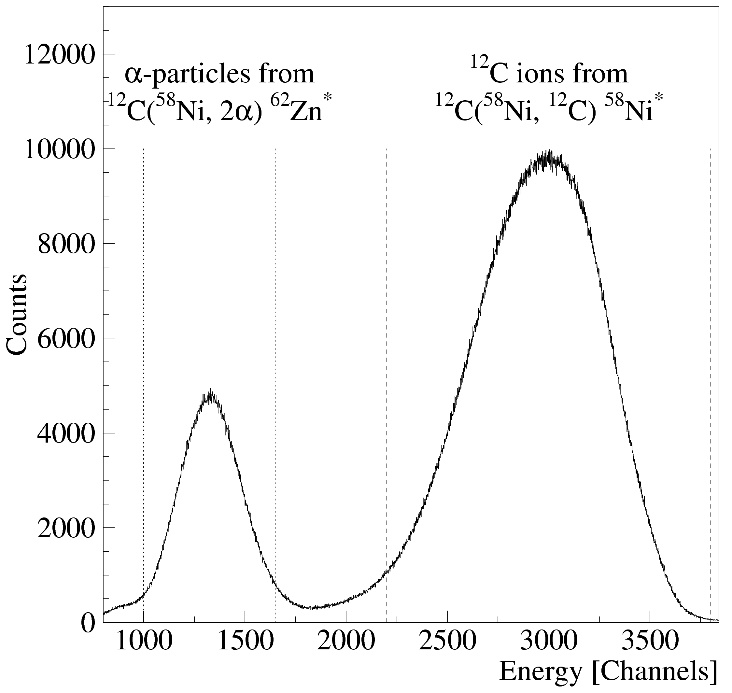 12000
α-particles from
¹²C(⁵⁸Ni, 2α) ⁶²Zn*
¹²C ions from
¹²C(⁵⁸Ni, ¹²C) ⁵⁸Ni*
10000
8000
6000
4000
2000
0
Counts
1000 1500 2000 2500 3000 3500
Energy [Channels]